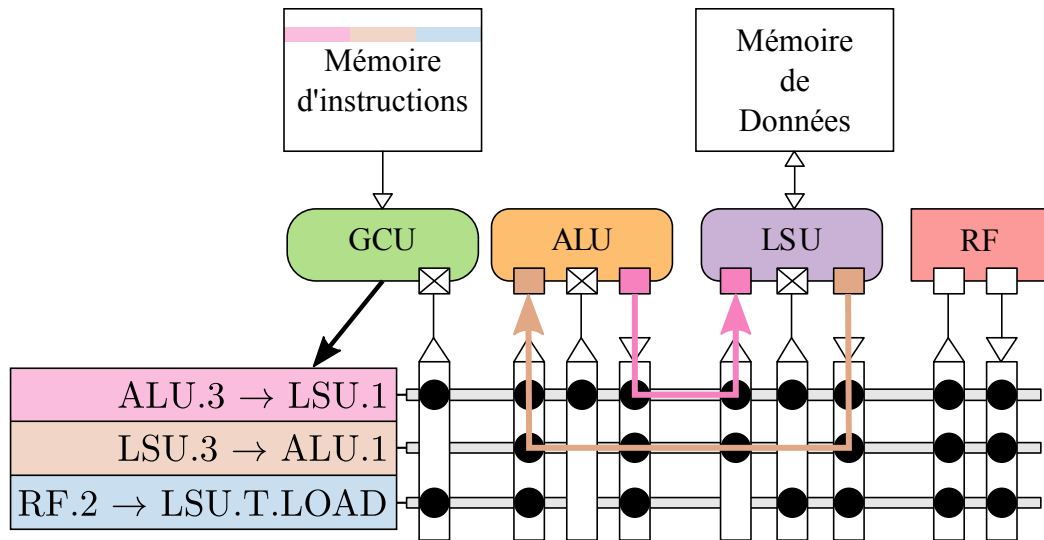 Mémoire
d'instructions
Mémoire
de
Données
GCU
ALU
LSU
RF
ALU.3 → LSU.1
LSU.3 → ALU.1
RF.2 → LSU.T.LOAD